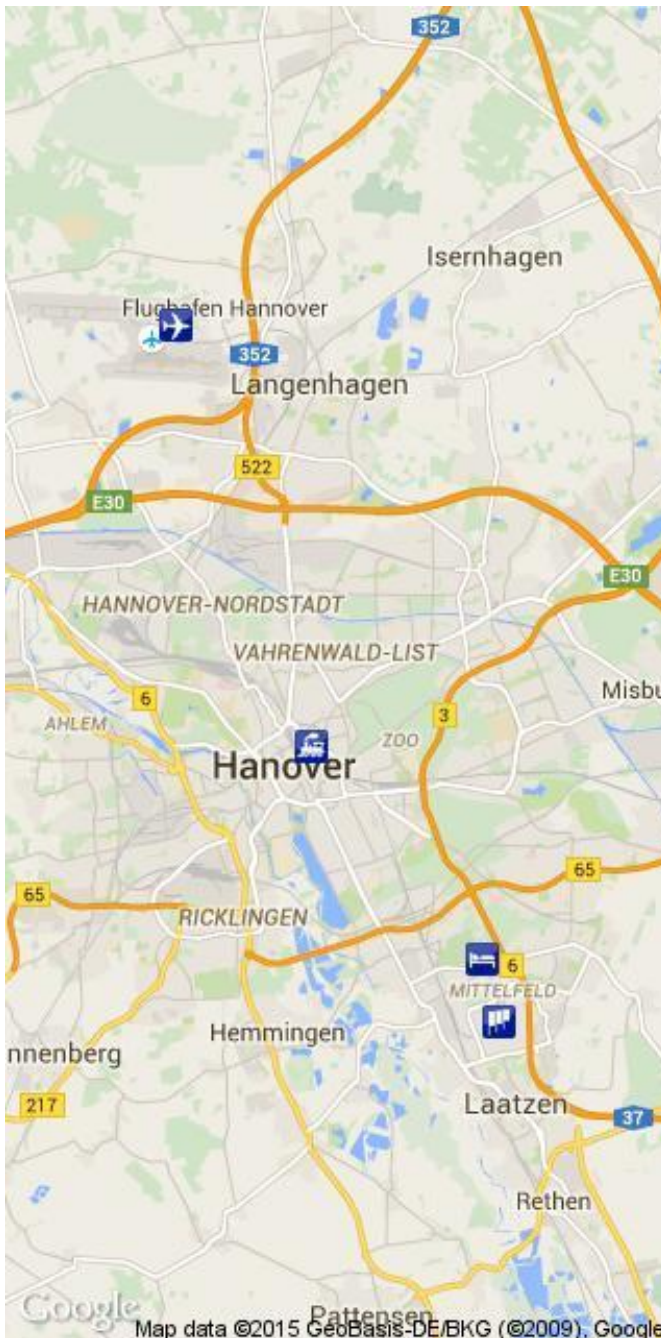 352
Isernhagen
Flughafen Hannover
352
Langenhagen
522
E30
E30
HANNOVER-NORDSTADT
VAHRENWALD-LIST
6
Misbu
3
AHLEM
ZOO
Hanover
65
65
RICKLINGEN
6
MITTELFELD
Hemmingen
nnenberg
217
Laatzen
37
Rethen
Google
Pattensen
Map data ©2015 GeoBasis-DE/BKG (©2009), Google